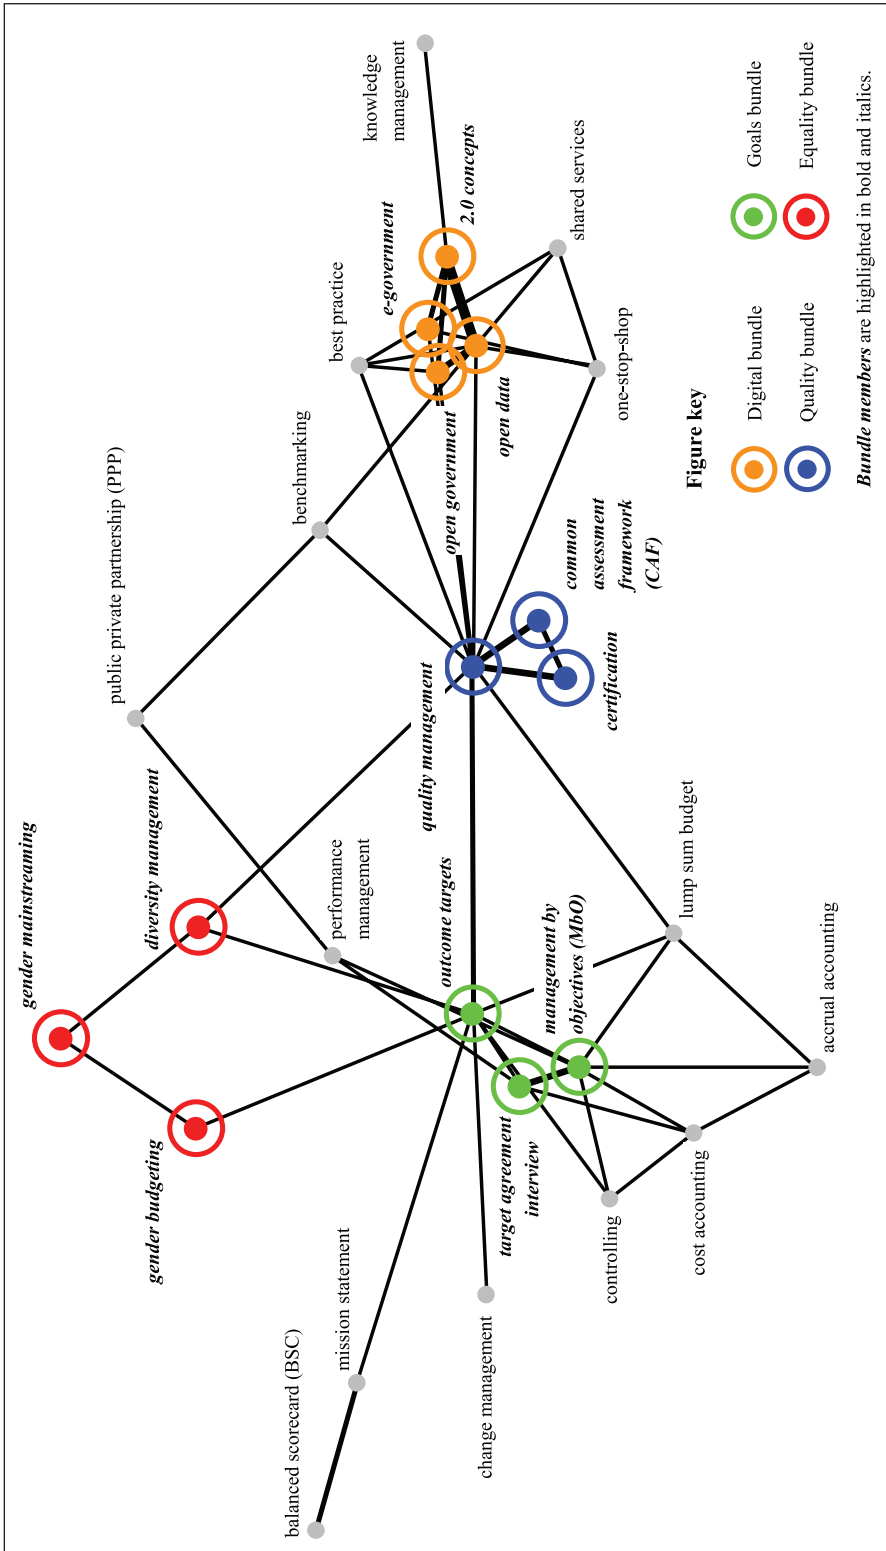 balanced scorecard (BSC)
mission statement
change management
gender budgeting
gender mainstreaming
diversity management
public private partnership (PPP)
performance
management
outcome targets
target agreement
interview
management by
objectives (MbO)
controlling
cost accounting
accrual accounting
lump sum budget
quality management
certification
common
assessment
framework
(CAF)
benchmarking
best practice
open government
open data
e-government
2.0 concepts
knowledge
management
shared services
one-stop-shop
Figure key
Digital bundle
Goals bundle
Quality bundle
Equality bundle
Bundle members are highlighted in bold and italics.